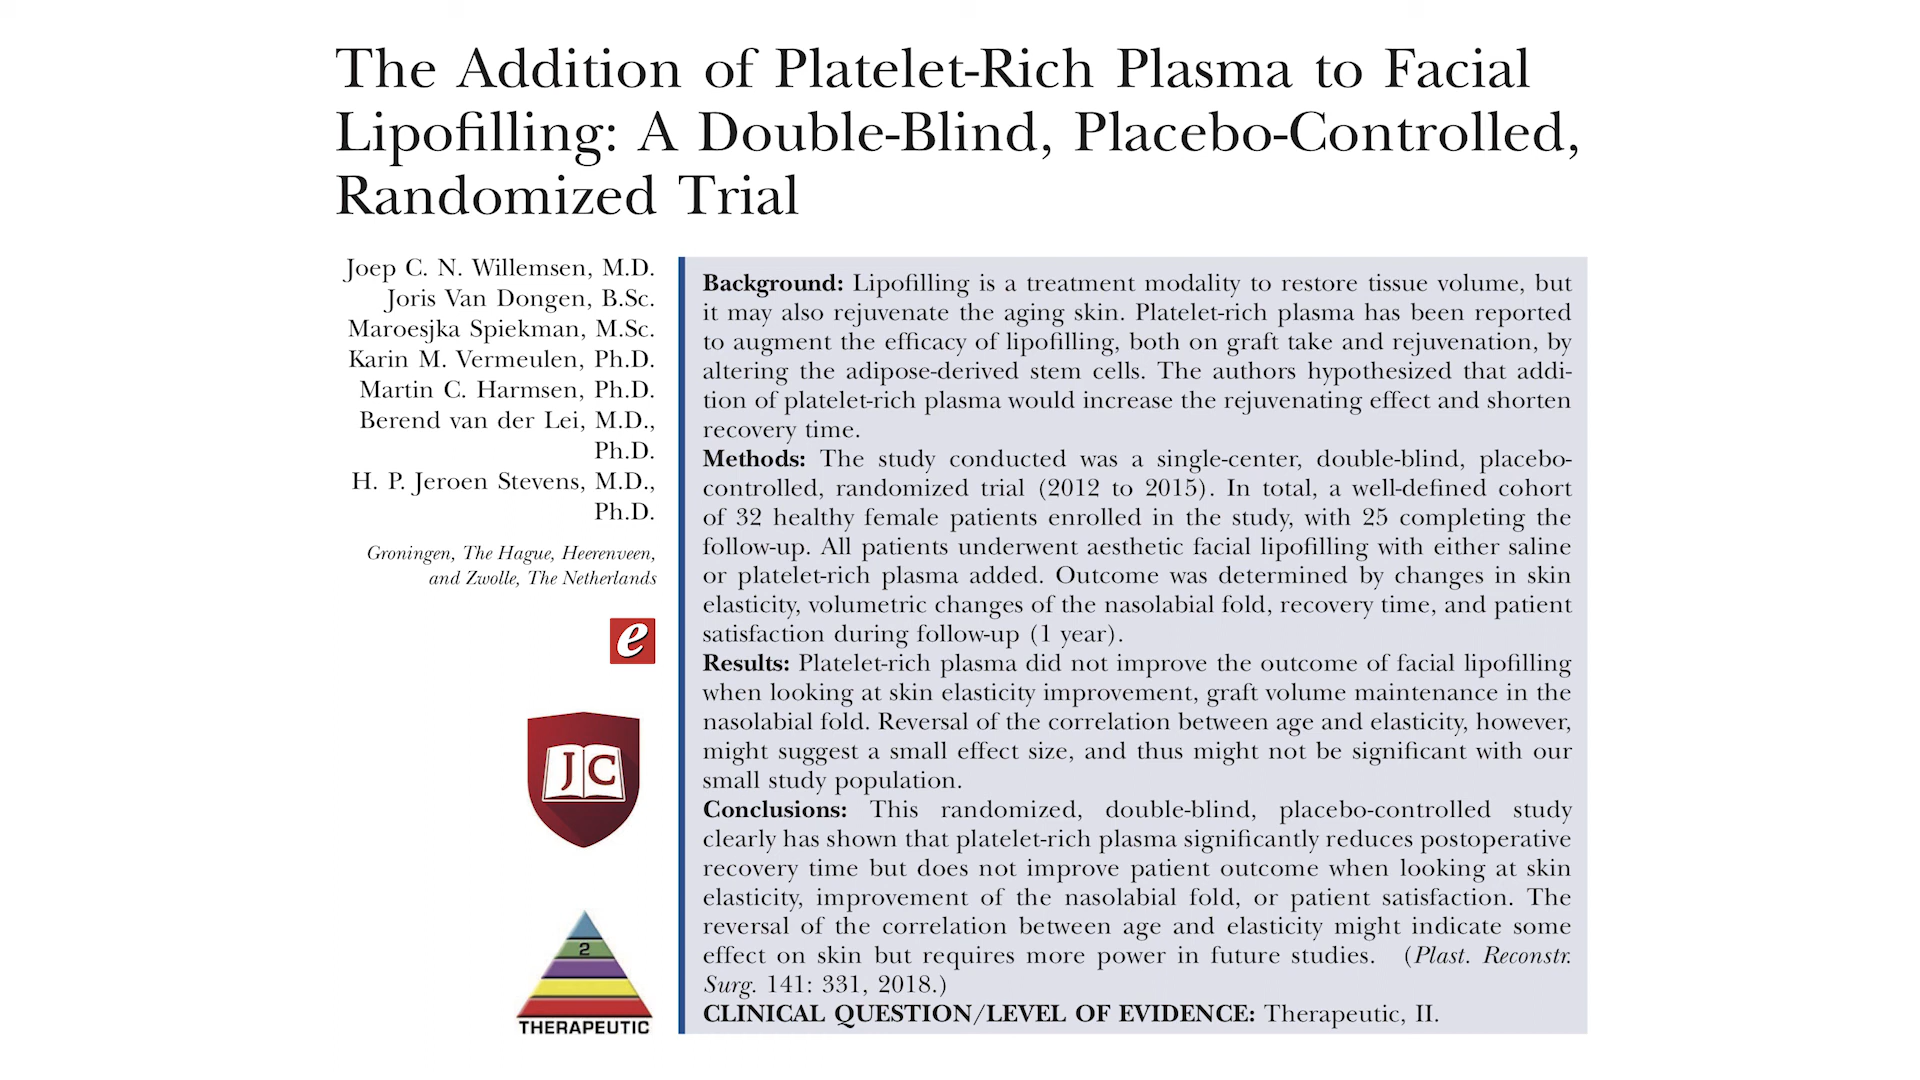 The Addition of Platelet-Rich Plasma to Facial
Lipofilling: A Double-Blind, Placebo-Controlled,
Randomized Trial
Joep C. N. Willemsen, M.D.
Joris Van Dongen, B.Sc.
Maroesjka Spiekman, M.Sc.
Karin M. Vermeulen, Ph.D.
Martin C. Harmsen, Ph.D.
Berend van der Lei, M.D.,
Ph.D.
H. P. Jeroen Stevens, M.D.,
Ph.D.
Groningen, The Hague, Heerenveen,
and Zwolle, The Netherlands
e
JC
2
THERAPEUTIC
Background: Lipofilling is a treatment modality to restore tissue volume, but
it may also rejuvenate the aging skin. Platelet-rich plasma has been reported
to augment the efficacy of lipofilling, both on graft take and rejuvenation, by
altering the adipose-derived stem cells. The authors hypothesized that addi-
tion of platelet-rich plasma would increase the rejuvenating effect and shorten
recovery time.
Methods: The study conducted was a single-center, double-blind, placebo-
controlled, randomized trial (2012 to 2015). In total, a well-defined cohort
of 32 healthy female patients enrolled in the study, with 25 completing the
follow-up. All patients underwent aesthetic facial lipofilling with either saline
or platelet-rich plasma added. Outcome was determined by changes in skin
elasticity, volumetric changes of the nasolabial fold, recovery time, and patient
satisfaction during follow-up (1 year).
Results: Platelet-rich plasma did not improve the outcome of facial lipofilling
when looking at skin elasticity improvement, graft volume maintenance in the
nasolabial fold. Reversal of the correlation between age and elasticity, however,
might suggest a small effect size, and thus might not be significant with our
small study population.
Conclusions: This randomized, double-blind, placebo-controlled study
clearly has shown that platelet-rich plasma significantly reduces postoperative
recovery time but does not improve patient outcome when looking at skin
elasticity, improvement of the nasolabial fold, or patient satisfaction. The
reversal of the correlation between age and elasticity might indicate some
effect on skin but requires more power in future studies. (Plast. Reconstr.
Surg. 141: 331, 2018.)
CLINICAL QUESTION/LEVEL OF EVIDENCE: Therapeutic, II.